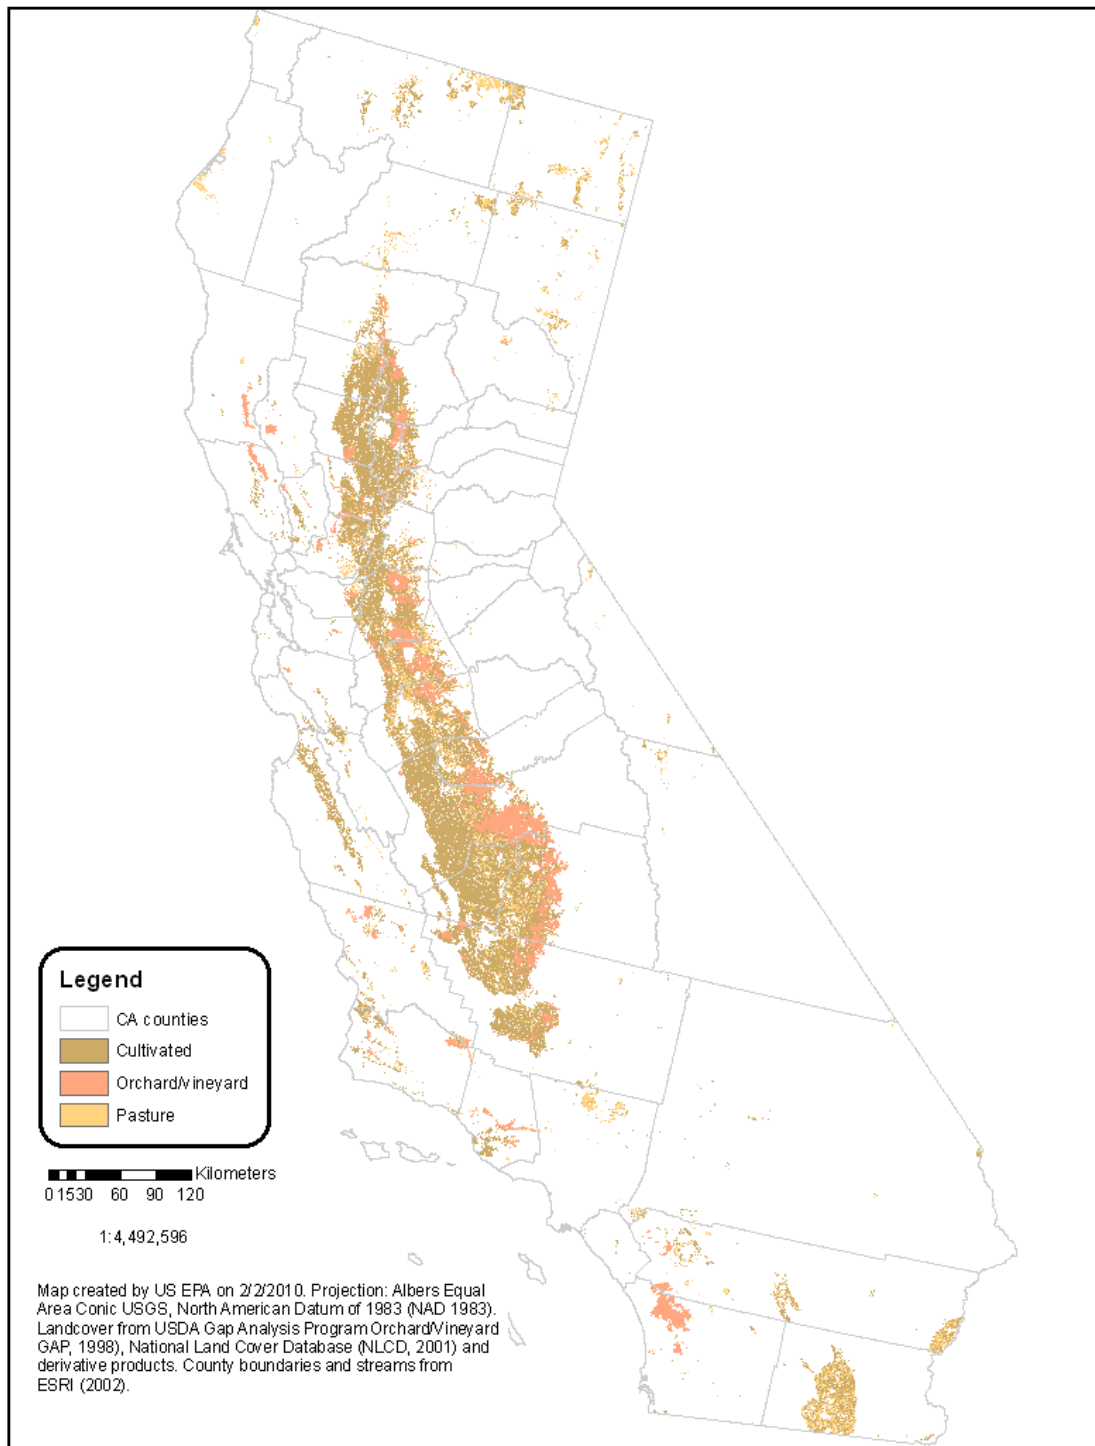 Legend
CA counties
Cultivated
Orchard/vineyard
Pasture
Kilometers
0 15 30 60 90 120
1:4,492,596
Map created by US EPA on 2/2/2010. Projection: Albers Equal
Area Conic USGS, North American Datum of 1983 (NAD 1983).
Landcover from USDA Gap Analysis Program Orchard/Vineyard
GAP, 1998), National Land Cover Database (NLCD, 2001) and
derivative products. County boundaries and streams from
ESRI (2002).